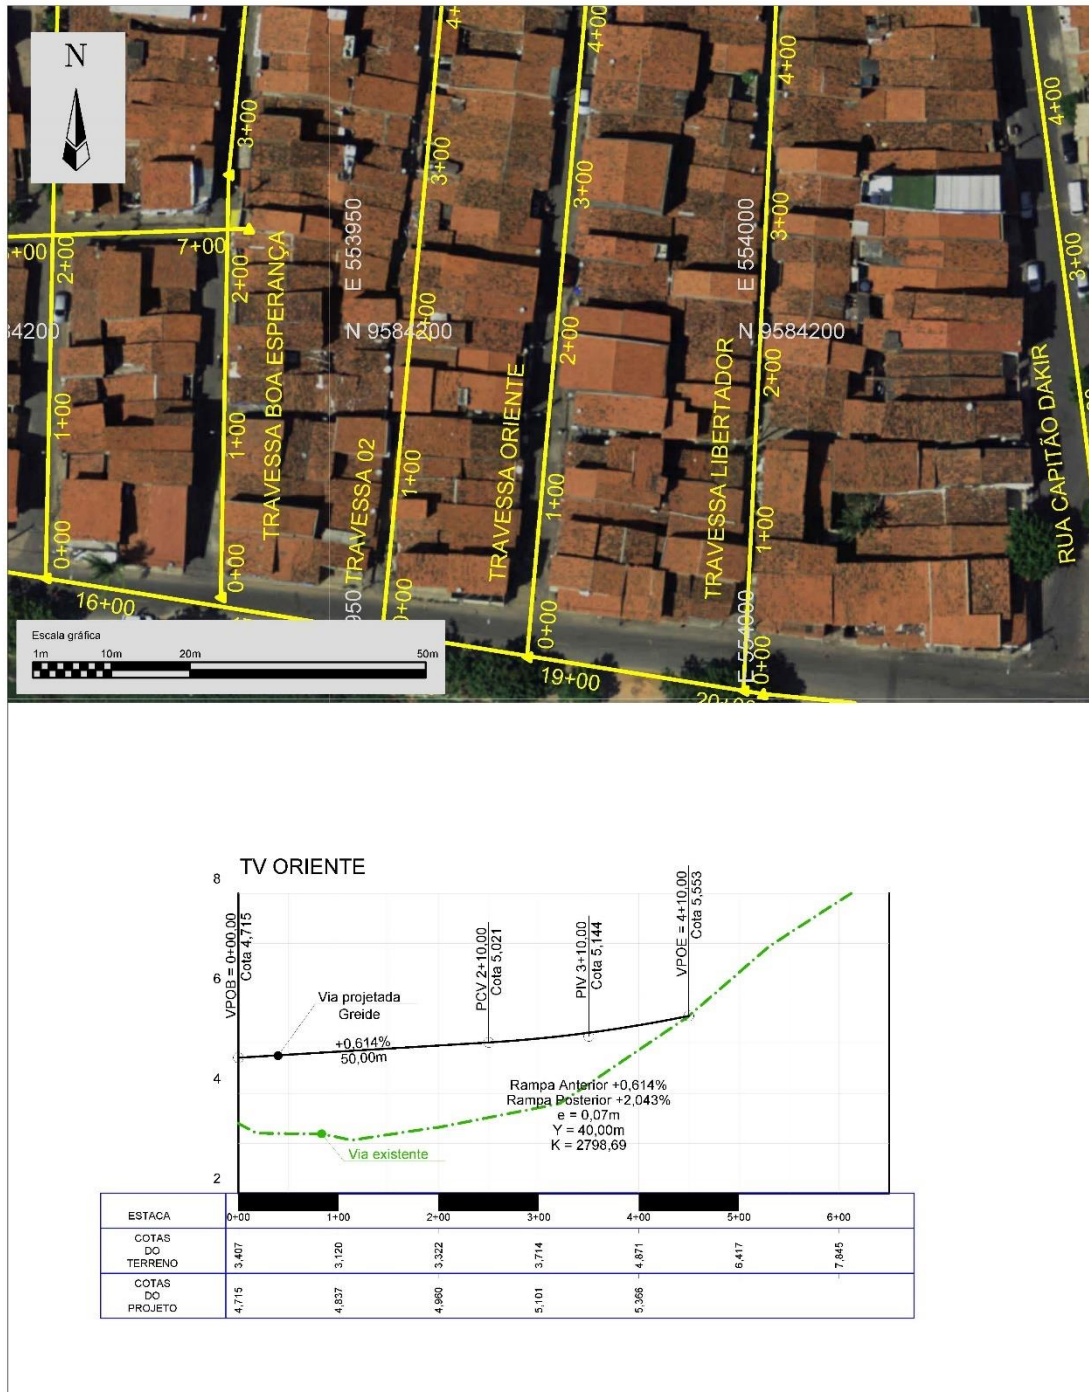 N
4+00
4+00
4+00
4+00
3+00
3+00
3+00
3+00
3+00
E 553950
E 554000
7+00
2+00
2+00
2+00
2+00
2+00
N 9584200
N 9584200
TRAVESSA BOA ESPERANÇA
TRAVESSA 02
TRAVESSA ORIENTE
TRAVESSA LIBERTADOR
RUA CAPITÃO DAKIR
1+00
1+00
1+00
1+00
1+00
0+00
0+00
0+00
0+00
0+00
E 554000
16+00
19+00
20+00
Escala gráfica
1m 10m 20m 50m
TV ORIENTE
8
6
4
2
VPOB = 0+00,00
Cota 4,715
PCV 2+10,00
Cota 5,021
PIV 3+10,00
Cota 5,144
VPOE = 4+10,00
Cota 5,553
Via projetada
Greide
+0,614%
50,00m
Rampa Anterior +0,614%
Rampa Posterior +2,043%
e = 0,07m
Y = 40,00m
K = 2798,69
Via existente
ESTACA 0+00 1+00 2+00 3+00 4+00 5+00 6+00
COTAS
DO
TERRENO
3,407 3,120 3,322 3,714 4,871 6,417 7,845
COTAS
DO
PROJETO
4,715 4,837 4,960 5,101 5,366